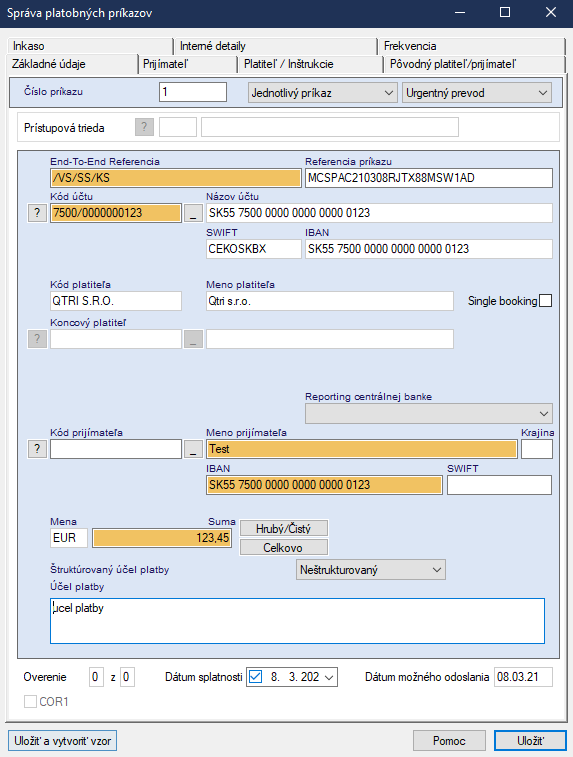 Správa platobných príkazov
Inkaso
Interné detaily
Frekvencia
Základné údaje
Prijímateľ
Platiteľ / Inštrukcie
Pôvodný platiteľ/prijímateľ
Číslo príkazu
1
Jednotlivý príkaz
Urgentný prevod
Prístupová trieda
?
End-To-End Referencia
Referencia príkazu
/VS/SS/KS
MCSPAC210308RJTX88MSW1AD
Kód účtu
Názov účtu
?
7500/0000000123
...
SK55 7500 0000 0000 0000 0123
SWIFT
IBAN
CEKOSKBX
SK55 7500 0000 0000 0000 0123
Kód platiteľa
Meno platiteľa
QTRI S.R.O.
Qtri s.r.o.
Single booking
Koncový platiteľ
?
...
Reporting centrálnej banke
Kód prijímateľa
Meno prijímateľa
Krajina
?
...
Test
IBAN
SWIFT
SK55 7500 0000 0000 0000 0123
Mena
Suma
EUR
123,45
Hrubý/Čistý
Celkovo
Štruktúrovaný účel platby
Neštrukturovaný
Účel platby
ucel platby
Overenie
0
z
0
Dátum splatnosti
8. 3. 202
Dátum možného odoslania
08.03.21
COR1
Uložiť a vytvoriť vzor
Pomoc
Uložiť